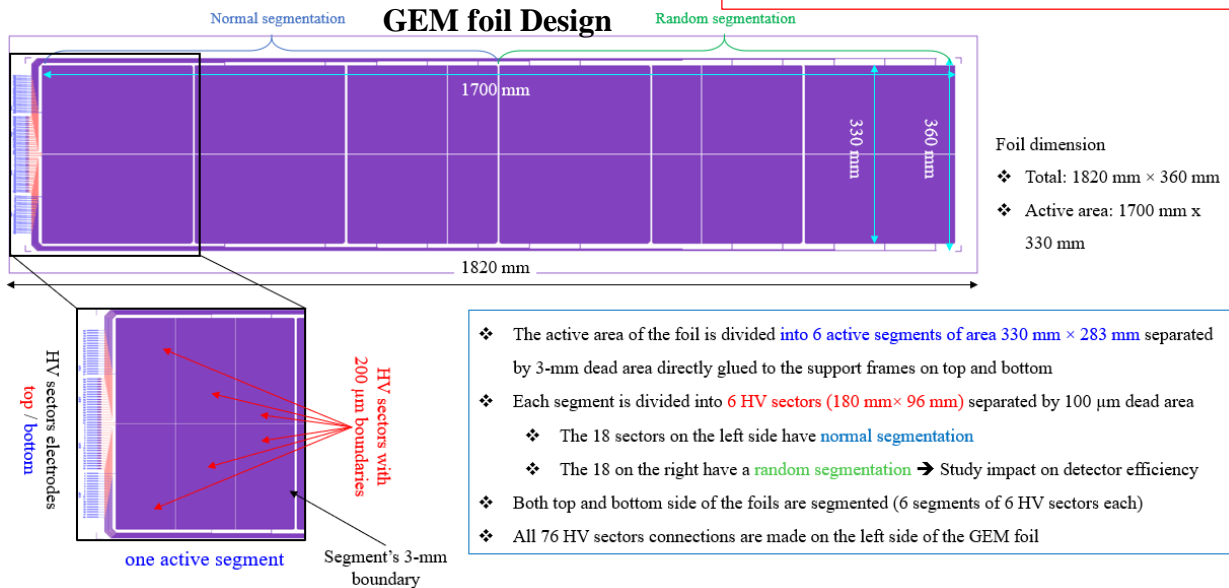 GEM foil Design
Normal segmentation
Random segmentation
1700 mm
330 mm
360 mm
1820 mm
Foil dimension
❖ Total: 1820 mm × 360 mm
❖ Active area: 1700 mm x
330 mm
HV sectors electrodes
top / bottom
HV sectors with
200 μm boundaries
one active segment
Segment's 3-mm
boundary
❖ The active area of the foil is divided into 6 active segments of area 330 mm × 283 mm separated
by 3-mm dead area directly glued to the support frames on top and bottom
❖ Each segment is divided into 6 HV sectors (180 mm× 96 mm) separated by 100 μm dead area
❖ The 18 sectors on the left side have normal segmentation
❖ The 18 on the right have a random segmentation ➔ Study impact on detector efficiency
❖ Both top and bottom side of the foils are segmented (6 segments of 6 HV sectors each)
❖ All 76 HV sectors connections are made on the left side of the GEM foil